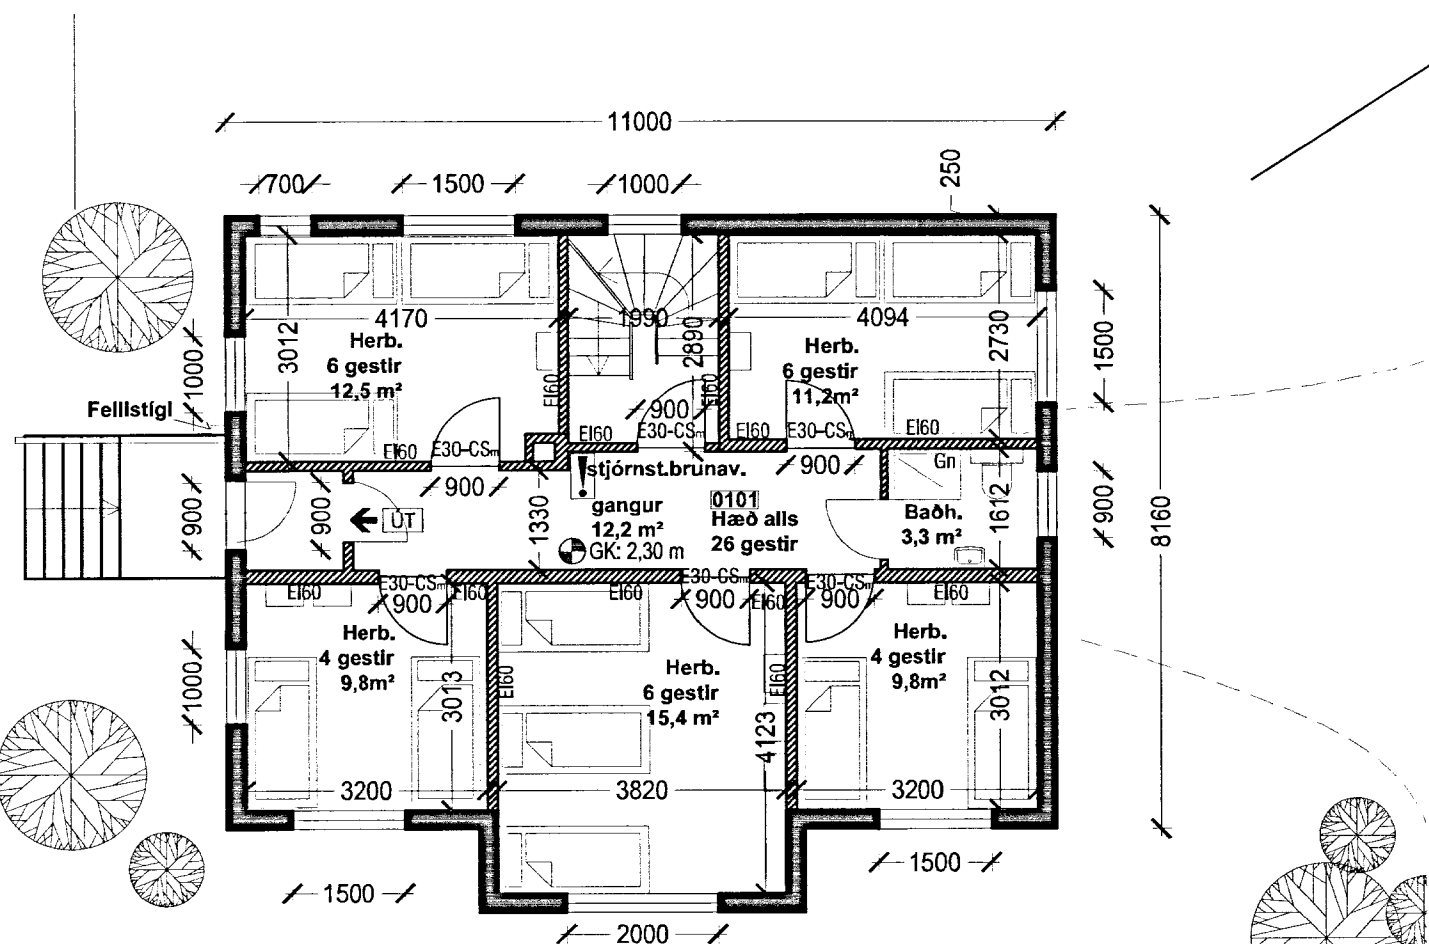 11000
700
1500
1000
250
4170
1990
4094
3012
Herb.
6 gestir
12,5 m²
2890
Herb.
6 gestir
11,2m²
2730
1500
1000
Fellistígi
EI60
EI60
900
EI60
E30-CSm
EI60
E30-CSm
EI60
E30-CSm
EI60
900
!
stjórnst.brunav.
900
Gn
900
900
ÚT
1330
gangur
12,2 m²
GK: 2,30 m
0101
Hæð alls
26 gestir
Baðh.
3,3 m²
1612
900
8160
E30-CSm
EI60
900
EI60
EI60
E30-CSm
900
EI60
E30-CSm
900
EI60
1000
Herb.
4 gestir
9,8m²
3013
EI60
Herb.
6 gestir
15,4 m²
EI60
4123
Herb.
4 gestir
9,8m²
3012
3200
3820
3200
1500
1500
2000